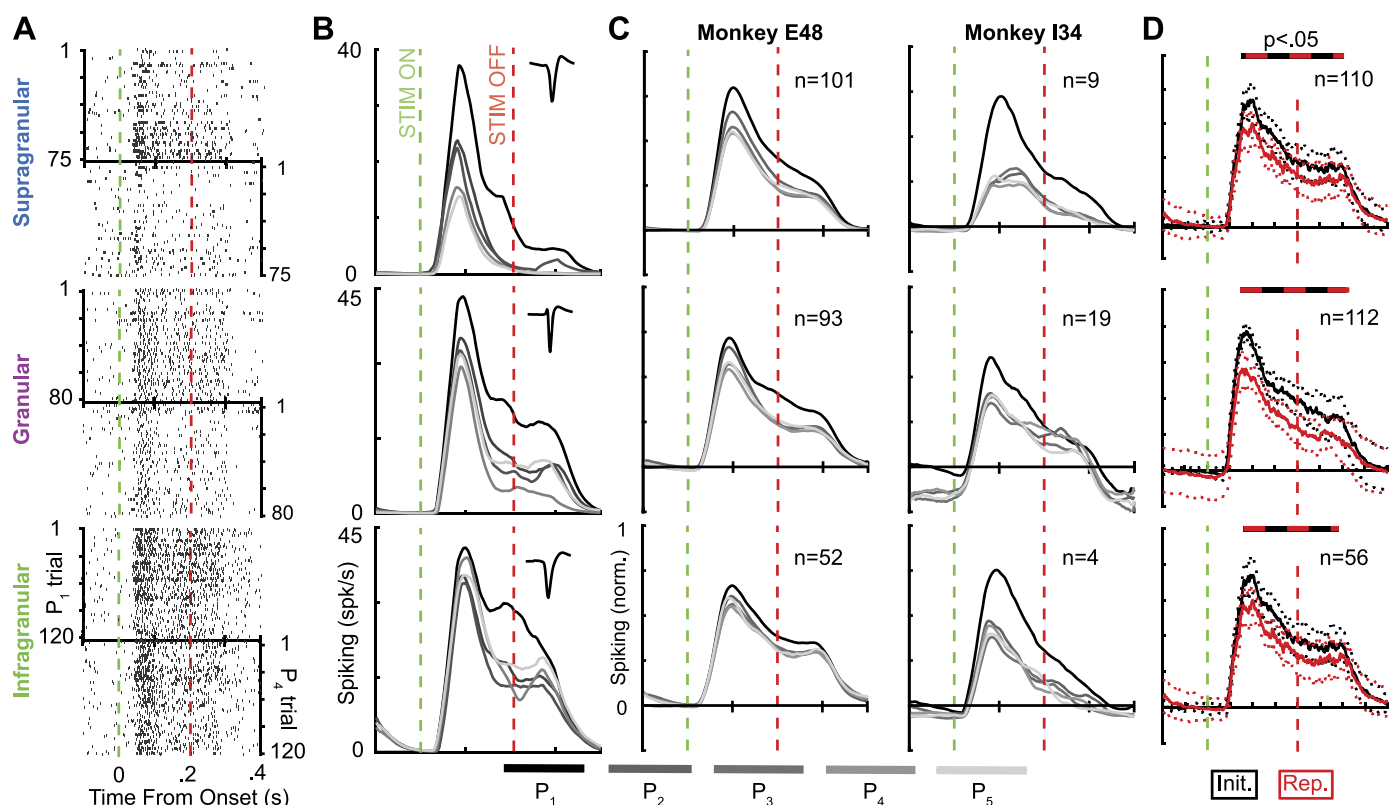 A
B
C
D
Monkey E48
Monkey I34
Supragranular
1
75
1
75
40
0
STIM ON
STIM OFF
n=101
n=9
p<.05
n=110
Granular
1
80
1
80
45
0
n=93
n=19
n=112
Infragranular
P1 trial
1
120
1
P4 trial
120
Spiking (spk/s)
45
0
Spiking (norm.)
1
0
n=52
n=4
n=56
0 .2 .4
Time From Onset (s)
P1 P2 P3 P4 P5
Init. Rep.